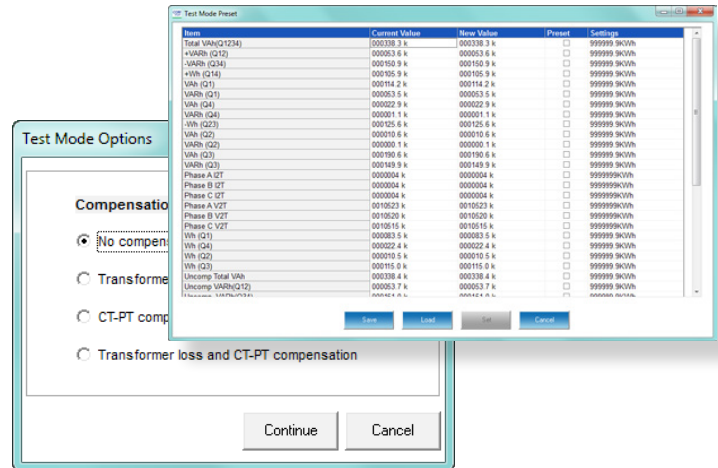 Test Mode Preset
Item Current Value New Value Preset Settings
Total VAh(Q1234) 000338.3 k 000338.3 k 999999.9KWh
+VARh (Q12) 000053.6 k 000053.6 k 999999.9KWh
-VARh (Q34) 000150.9 k 000150.9 k 999999.9KWh
+Wh (Q14) 000105.9 k 000105.9 k 999999.9KWh
VAh (Q1) 000114.2 k 000114.2 k 999999.9KWh
VARh (Q1) 000053.5 k 000053.5 k 999999.9KWh
VAh (Q4) 000022.9 k 000022.9 k 999999.9KWh
VARh (Q4) 000001.1 k 000001.1 k 999999.9KWh
-Wh (Q23) 000125.6 k 000125.6 k 999999.9KWh
VAh (Q2) 000010.6 k 000010.6 k 999999.9KWh
VARh (Q2) 000000.1 k 000000.1 k 999999.9KWh
VAh (Q3) 000190.6 k 000190.6 k 999999.9KWh
VARh (Q3) 000149.9 k 000149.9 k 999999.9KWh
Phase A I2T 0000004 k 0000004 k 9999999KWh
Phase B I2T 0000004 k 0000004 k 9999999KWh
Phase C I2T 0000004 k 0000004 k 9999999KWh
Phase A V2T 0010523 k 0010523 k 9999999KWh
Phase B V2T 0010520 k 0010520 k 9999999KWh
Phase C V2T 0010515 k 0010515 k 9999999KWh
Wh (Q1) 000083.5 k 000083.5 k 999999.9KWh
Wh (Q4) 000022.4 k 000022.4 k 999999.9KWh
Wh (Q2) 000010.5 k 000010.5 k 999999.9KWh
Wh (Q3) 000115.0 k 000115.0 k 999999.9KWh
Uncomp Total VAh 000338.4 k 000338.4 k 999999.9KWh
Uncomp VARh(Q12) 000053.7 k 000053.7 k 999999.9KWh
Save Load Set Cancel
Test Mode Options
Compensatio
No compens
Transforme
CT-PT comp
Transformer loss and CT-PT compensation
Continue Cancel